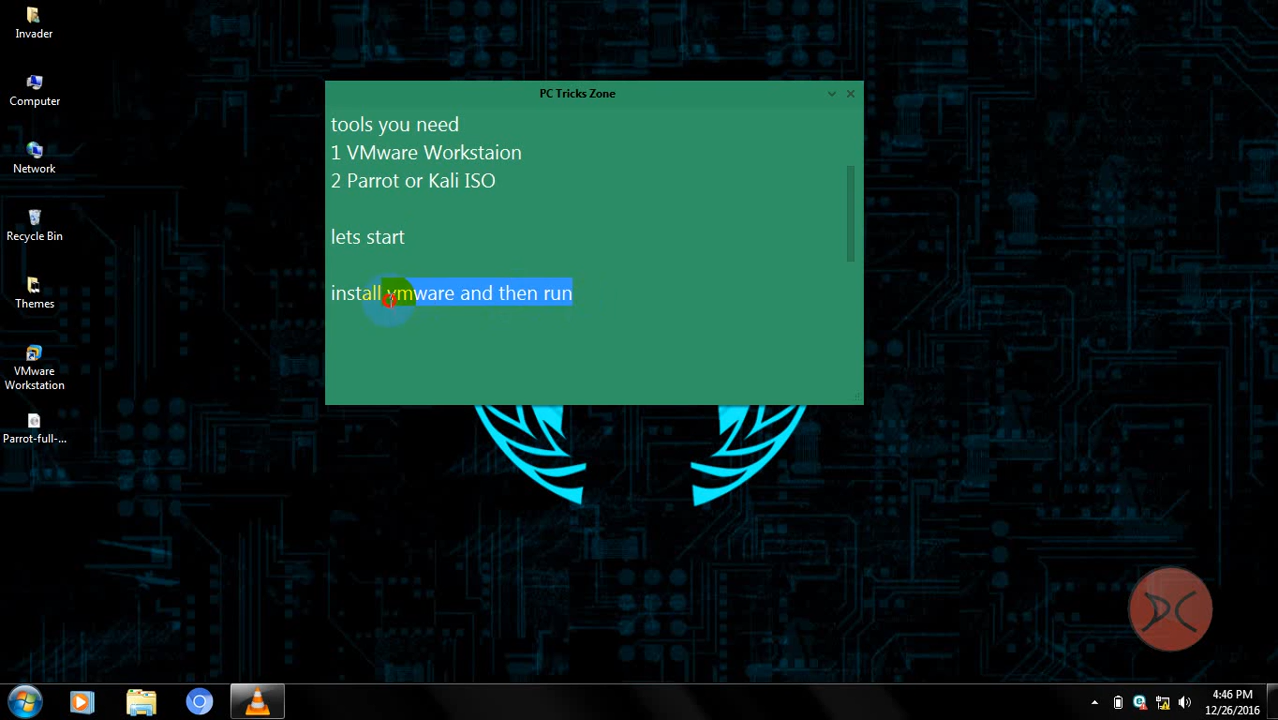 Invader
Computer
Network
Recycle Bin
Themes
VMware
Workstation
Parrot-full-...
PC Tricks Zone
tools you need
1 VMware Workstaion
2 Parrot or Kali ISO
lets start
install vmware and then run
PC
4:46 PM
12/26/2016